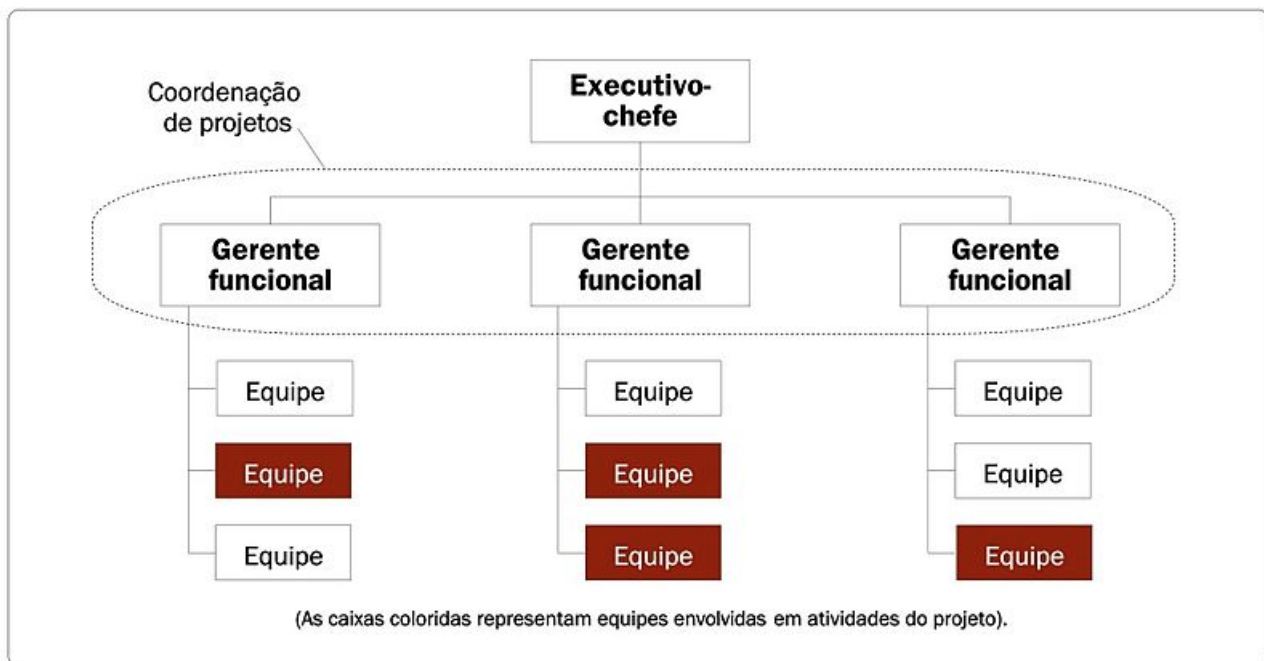 Coordenação
de projetos
Executivo-
chefe
Gerente
funcional
Gerente
funcional
Gerente
funcional
Equipe
Equipe
Equipe
Equipe
Equipe
Equipe
Equipe
Equipe
Equipe
(As caixas coloridas representam equipes envolvidas em atividades do projeto).